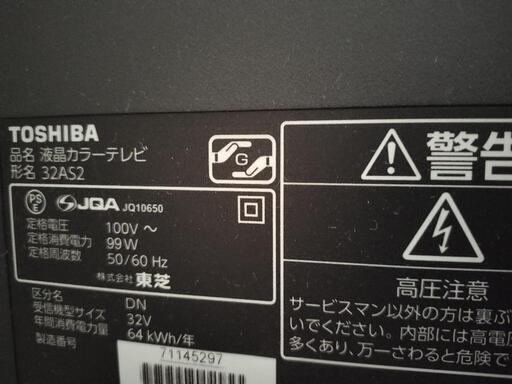 TOSHIBA
品名 液晶カラーテレビ
形名 32AS2
G
PS
E
JQA JQ10650
定格電圧 100V ～
定格消費電力 99W
定格周波数 50/60 Hz
株式会社 東芝
区分名 DN
受信機型サイズ 32V
年間消費電力量 64 kWh/年
製造番号
71145297
警告
高圧注意
サービスマン以外の方は裏ぶ
いでください。内部には高電圧
多くあり、万一さわると危険で